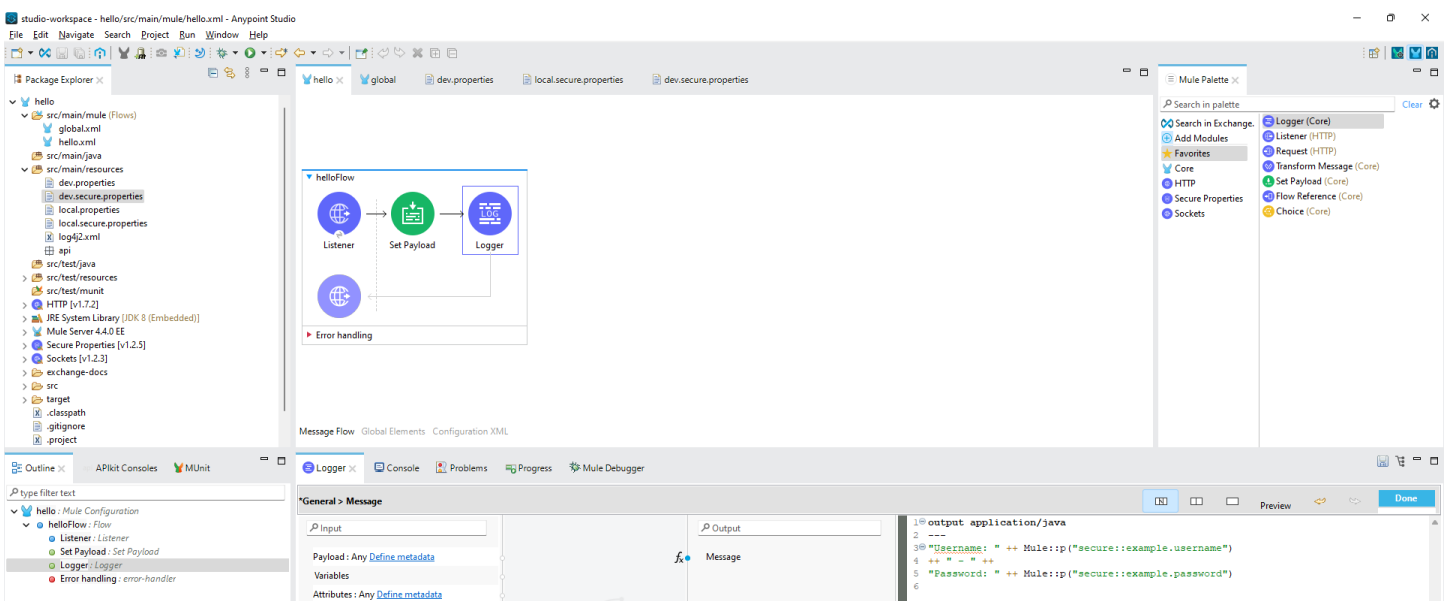 studio-workspace - hello/src/main/mule/hello.xml - Anypoint Studio
File Edit Navigate Search Project Run Window Help
Package Explorer
hello
src/main/mule (Flows)
global.xml
hello.xml
src/main/java
src/main/resources
dev.properties
dev.secure.properties
local.properties
local.secure.properties
log4j2.xml
api
src/test/java
src/test/resources
src/test/munit
HTTP [v1.7.2]
JRE System Library [JDK 8 (Embedded)]
Mule Server 4.4.0 EE
Secure Properties [v1.2.5]
Sockets [v1.2.3]
exchange-docs
src
target
.classpath
.gitignore
.project
hello global dev.properties local.secure.properties dev.secure.properties
helloFlow
LOG
Listener Set Payload Logger
Error handling
Message Flow Global Elements Configuration XML
Mule Palette
Search in palette Clear
Search in Exchange.
Add Modules
Favorites
Core
HTTP
Secure Properties
Sockets
Logger (Core)
Listener (HTTP)
Request (HTTP)
Transform Message (Core)
Set Payload (Core)
Flow Reference (Core)
Choice (Core)
Outline APIkit Consoles MUnit
type filter text
hello : Mule Configuration
helloFlow : Flow
Listener : Listener
Set Payload : Set Payload
Logger : Logger
Error handling : error-handler
Logger Console Problems Progress Mule Debugger
*General > Message
Preview Done
Input
Payload : Any Define metadata
Variables
Attributes : Any Define metadata
Output
fx Message
1 output application/java
2 ---
3 "Username: " ++ Mule::p("secure::example.username")
4 ++ " - " ++
5 "Password: " ++ Mule::p("secure::example.password")
6